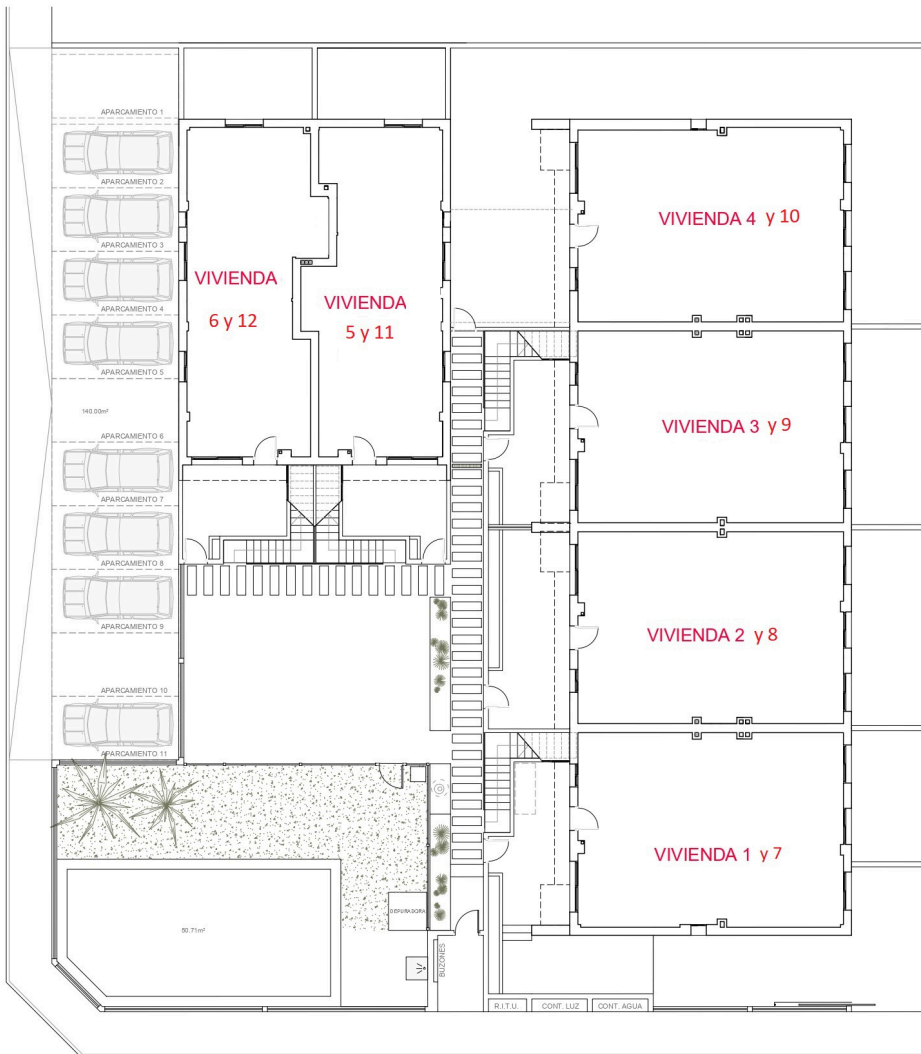 APARCAMIENTO 1
APARCAMIENTO 2
APARCAMIENTO 3
APARCAMIENTO 4
APARCAMIENTO 5
140.00m²
APARCAMIENTO 6
APARCAMIENTO 7
APARCAMIENTO 8
APARCAMIENTO 9
APARCAMIENTO 10
APARCAMIENTO 11
VIVIENDA
6 y 12
VIVIENDA
5 y 11
VIVIENDA 4 y 10
VIVIENDA 3 y 9
VIVIENDA 2 y 8
VIVIENDA 1 y 7
DEPURADORA
50.71m²
BUZONES
R.I.T.U.
CONT. LUZ
CONT. AGUA